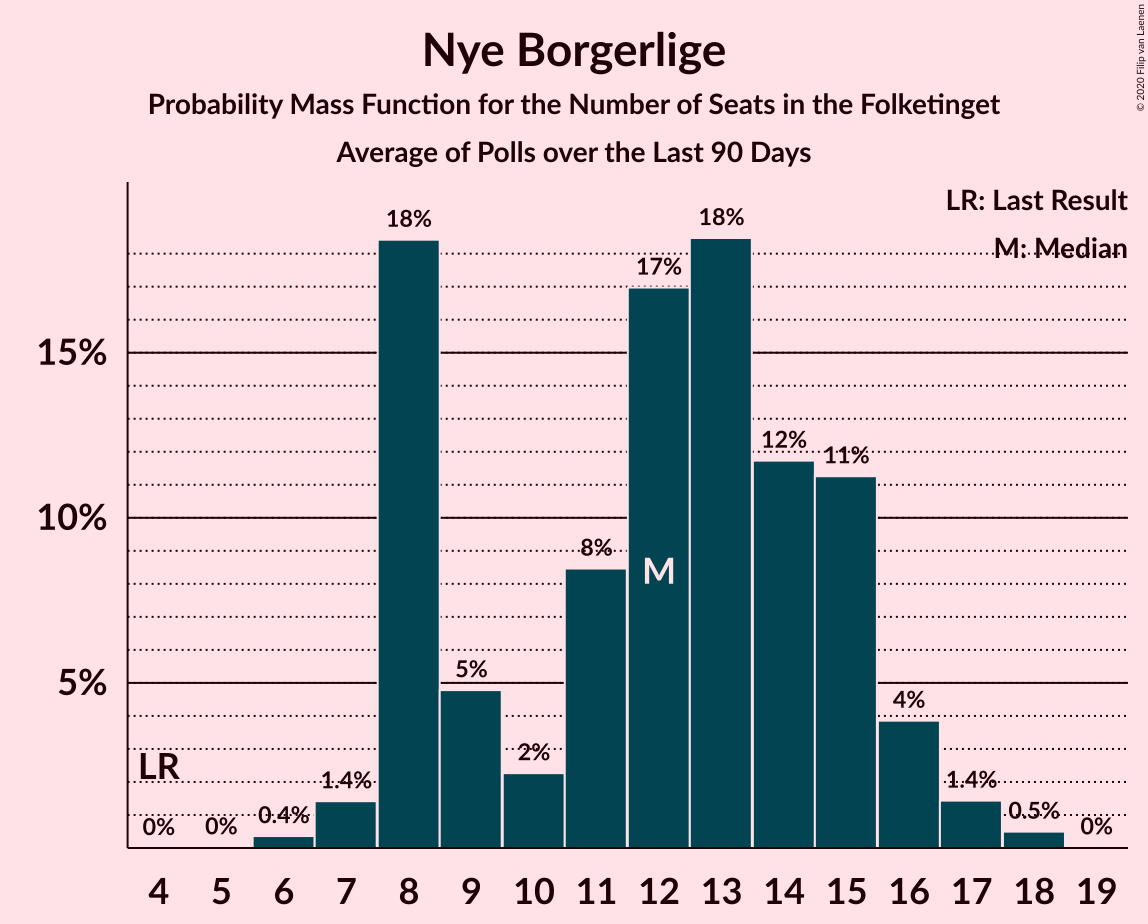 Nye Borgerlige
Probability Mass Function for the Number of Seats in the Folketinget
Average of Polls over the Last 90 Days
© 2020 Filip van Laenen
LR: Last Result
M: Median
15%
10%
5%
LR
0%
0%
0.4%
1.4%
18%
5%
2%
8%
17%
M
18%
12%
11%
4%
1.4%
0.5%
0%
4 5 6 7 8 9 10 11 12 13 14 15 16 17 18 19